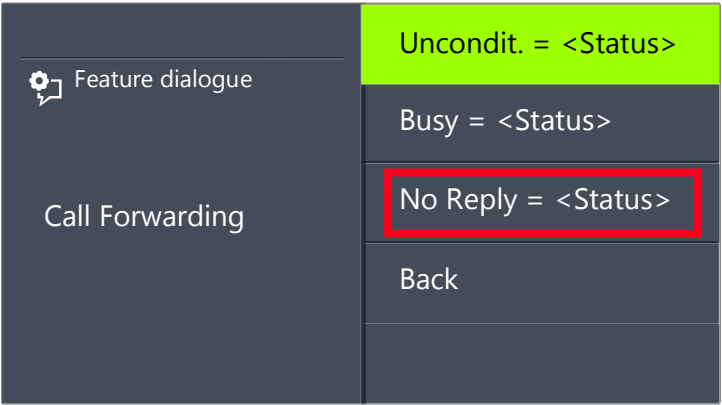 Feature dialogue
Call Forwarding
Uncondit. = <Status>
Busy = <Status>
No Reply = <Status>
Back